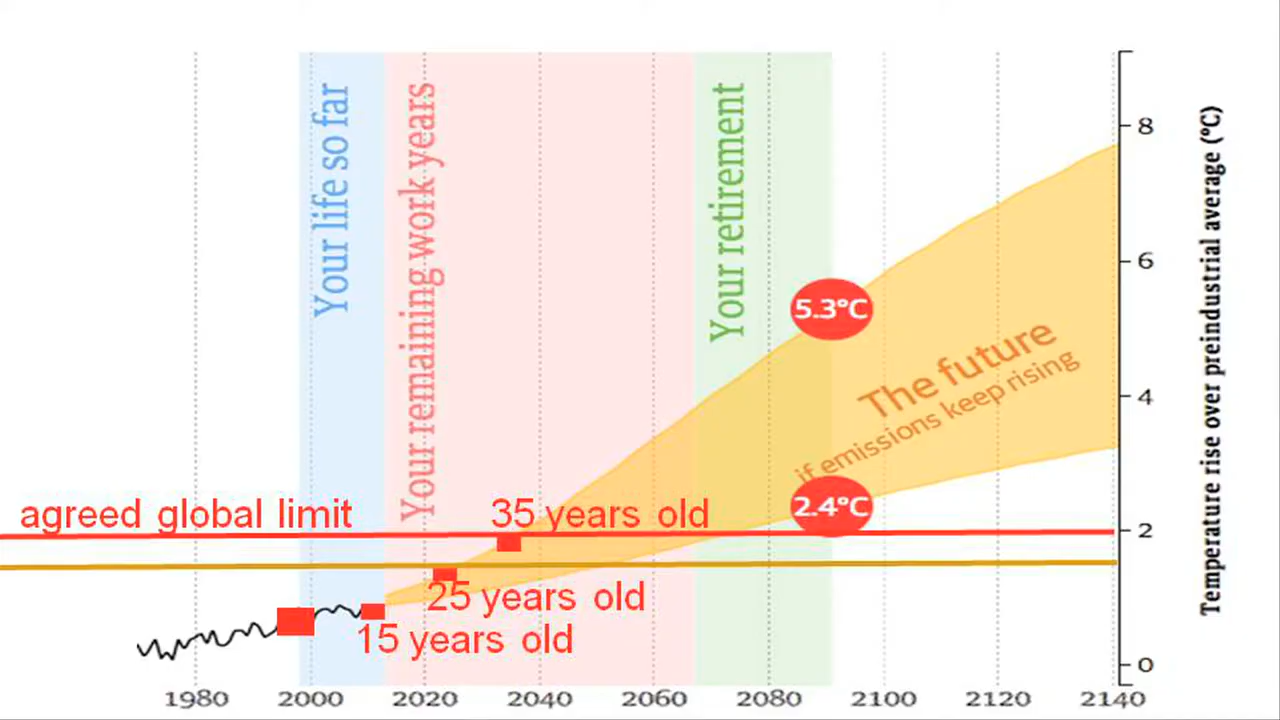 Your life so far
Your remaining work years
Your retirement
8
6
4
2
0
Temperature rise over preindustrial average (°C)
5.3°C
The future
if emissions keep rising
2.4°C
agreed global limit
35 years old
25 years old
15 years old
1980 2000 2020 2040 2060 2080 2100 2120 2140